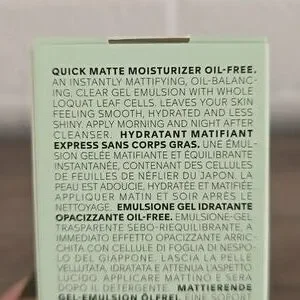 QUICK MATTE MOISTURIZER OIL-FREE.
AN INSTANTLY MATTIFYING, OIL-BALANC-
ING, CLEAR GEL EMULSION WITH WHOLE
LOQUAT LEAF CELLS. LEAVES YOUR SKIN
FEELING SMOOTH, HYDRATED AND LESS
SHINY. APPLY MORNING AND NIGHT AFTER
CLEANSER. HYDRATANT MATIFIANT
EXPRESS SANS CORPS GRAS. UNE ÉMUL-
SION GELÉE MATIFIANTE ET ÉQUILIBRANTE
INSTANTANÉE, CONTENANT DES CELLULES
DE FEUILLES DE NÉFLIER DU JAPON. LA
PEAU EST ADOUCIE, HYDRATÉE ET MATIFIÉE
APPLIQUER MATIN ET SOIR APRÈS LE
NETTOYAGE. EMULSIONE GEL IDRATANTE
OPACIZZANTE OIL-FREE. EMULSIONE-GEL
TRASPARENTE SEBO-RIEQUILIBRANTE, A
IMMEDIATO EFFETTO OPACIZZANTE ARRIC-
CHITA CON CELLULE DI FOGLIA DI NESPO-
LO DEL GIAPPONE. LASCIA LA PELLE
VELLUTATA, IDRATATA E ATTENUA L'ASPETTO
LUCIDO. APPLICARE MATTINO E SERA
DOPO IL DETERGENTE. MATTIERENDE
GEL-EMULSION ÖLFREI. EINE SOFORT